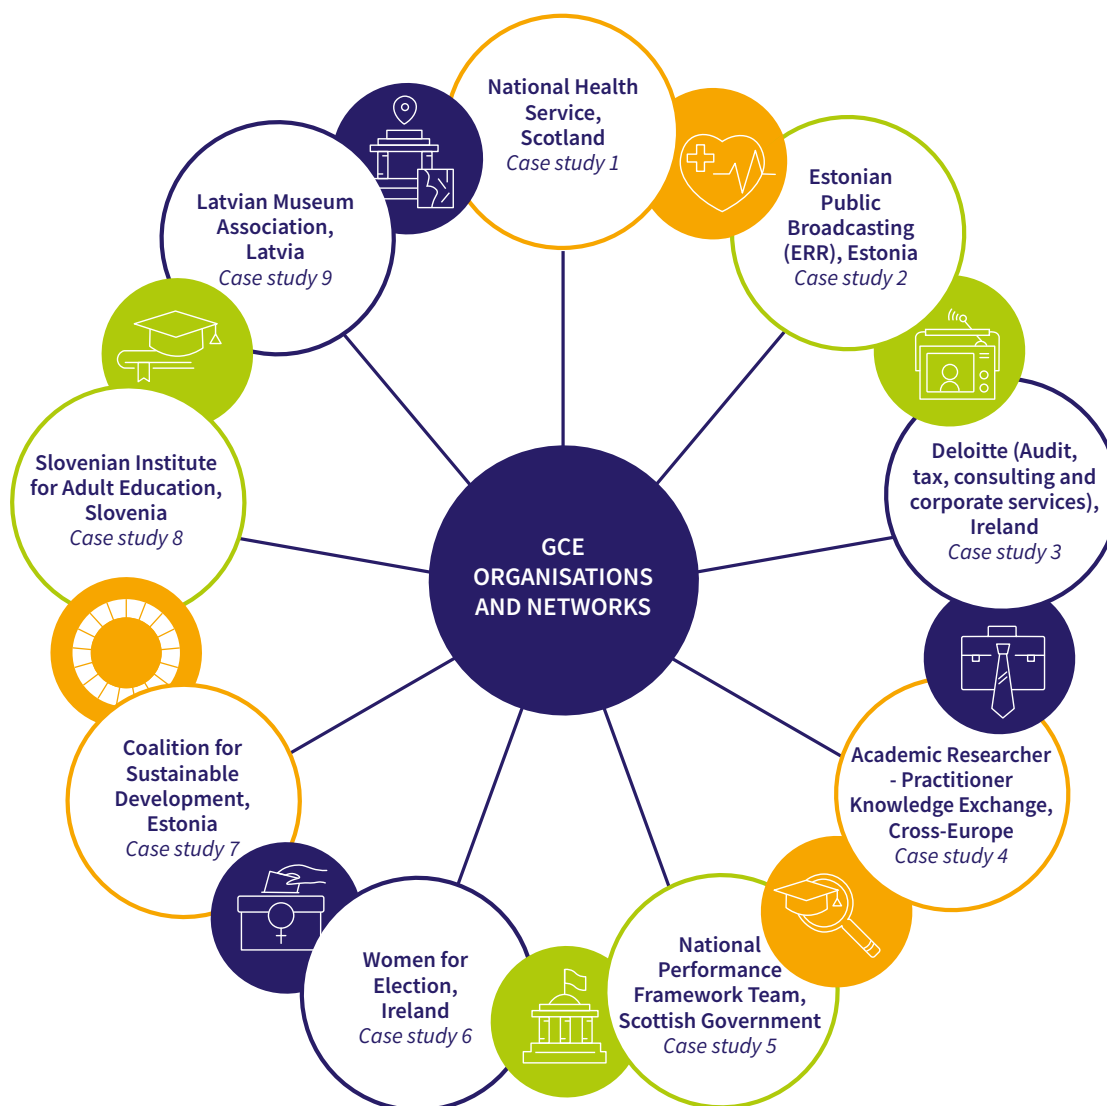 National Health
Service,
Scotland
Case study 1
Estonian
Public
Broadcasting
(ERR), Estonia
Case study 2
Deloitte (Audit,
tax, consulting and
corporate services),
Ireland
Case study 3
Academic Researcher
- Practitioner
Knowledge Exchange,
Cross-Europe
Case study 4
National
Performance
Framework Team,
Scottish Government
Case study 5
Women for
Election,
Ireland
Case study 6
Coalition for
Sustainable
Development,
Estonia
Case study 7
Slovenian Institute
for Adult Education,
Slovenia
Case study 8
Latvian Museum
Association,
Latvia
Case study 9
GCE
ORGANISATIONS
AND NETWORKS